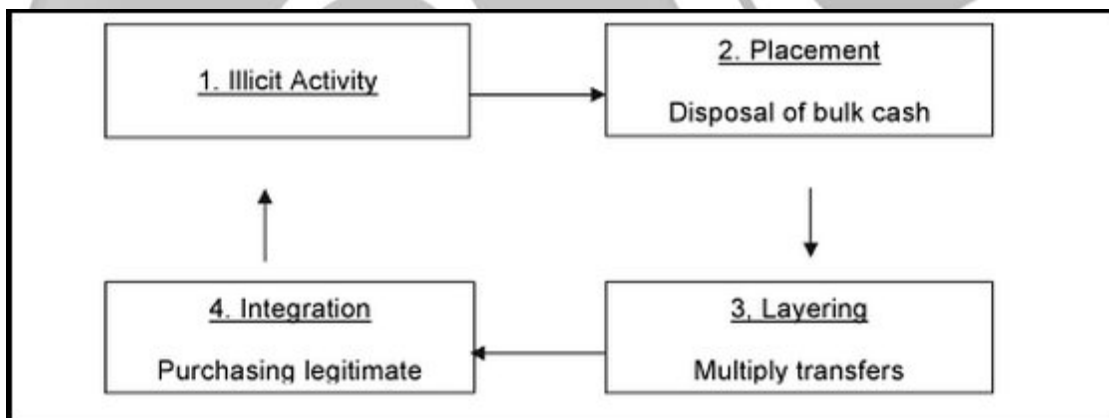 1. Illicit Activity
2. Placement
Disposal of bulk cash
3, Layering
Multiply transfers
4. Integration
Purchasing legitimate